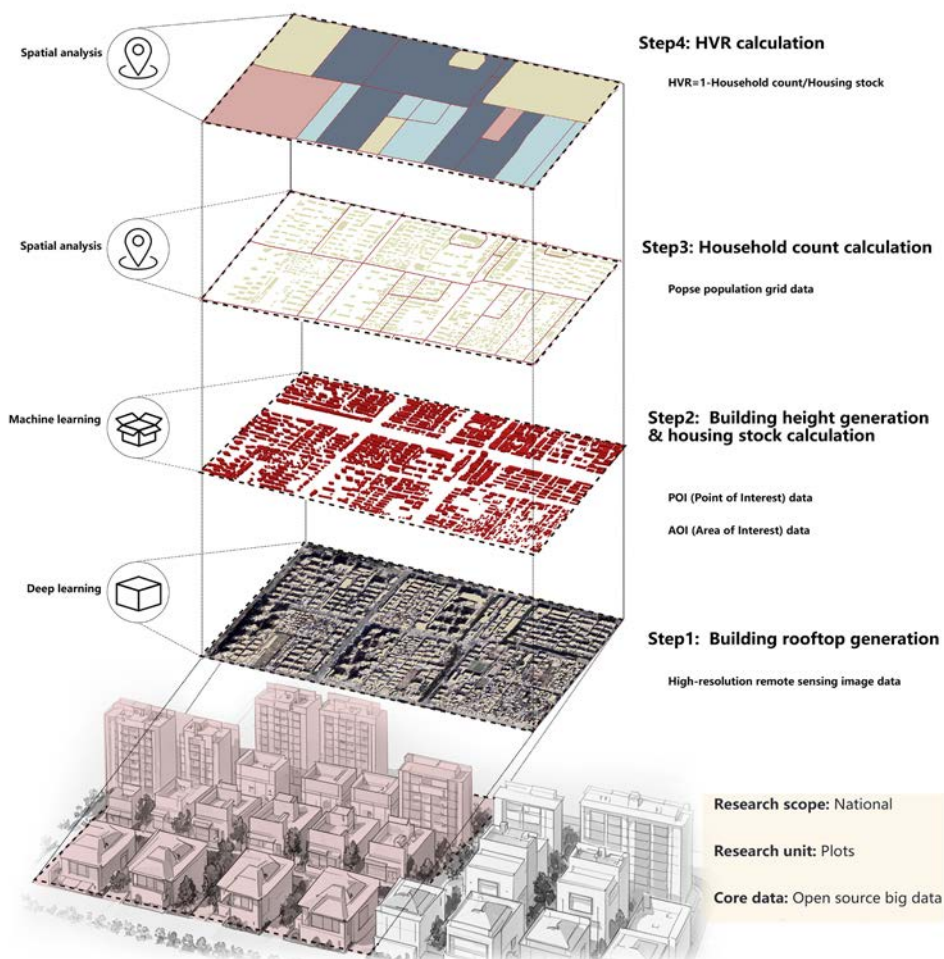 Spatial analysis
Step4: HVR calculation
HVR=1-Household count/Housing stock
Spatial analysis
Step3: Household count calculation
Popse population grid data
Machine learning
Step2: Building height generation
& housing stock calculation
POI (Point of Interest) data
AOI (Area of Interest) data
Deep learning
Step1: Building rooftop generation
High-resolution remote sensing image data
Research scope: National
Research unit: Plots
Core data: Open source big data